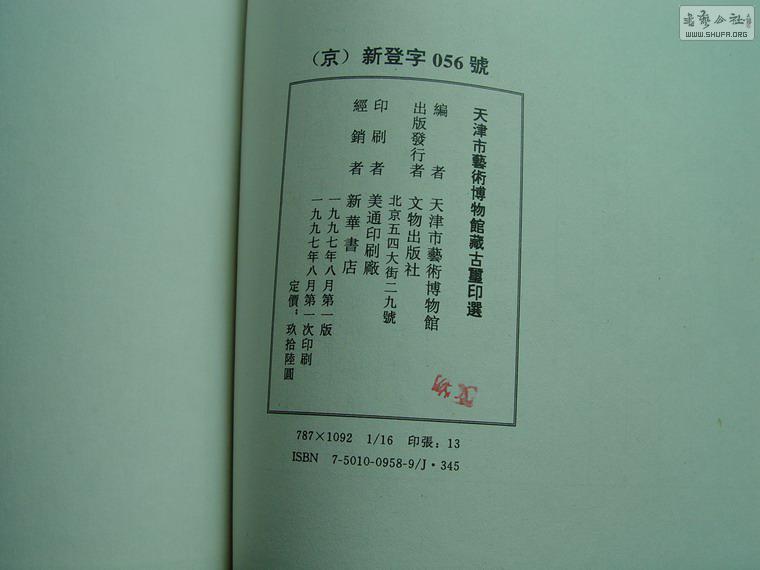 書藝公社
WWW.SHUFA.ORG
（京）新登字056號
天津市藝術博物館藏古璽印選
編者 天津市藝術博物館
出版發行者 文物出版社
北京五四大街二九號
印刷者 美通印刷廠
經銷者 新華書店
一九九七年八月第一版
一九九七年八月第一次印刷
定價：玖拾陸圓
787×1092 1/16 印張：13
ISBN 7-5010-0958-9/J·345